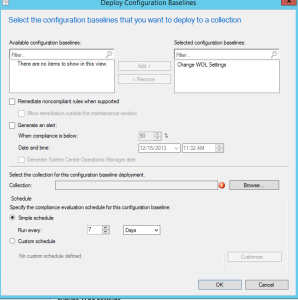 Deploy Configuration Baselines
Select the configuration baselines that you want to deploy to a collection
Available configuration baselines:
Selected configuration baselines:
Filter...
Filter...
There are no items to show in this view.
Change WOL Settings
Add >
< Remove
Remediate noncompliant rules when supported
Allow remediation outside the maintenance window
Generate an alert:
When compliance is below:
90
%
Date and time:
12/15/2013
11:32 AM
Generate System Center Operations Manager alert
Select the collection for this configuration baseline deployment.
Collection:
Browse...
Schedule
Specify the compliance evaluation schedule for this configuration baseline:
Simple schedule
Run every:
7
Days
Custom schedule
No custom schedule defined.
Customize...
OK
Cancel